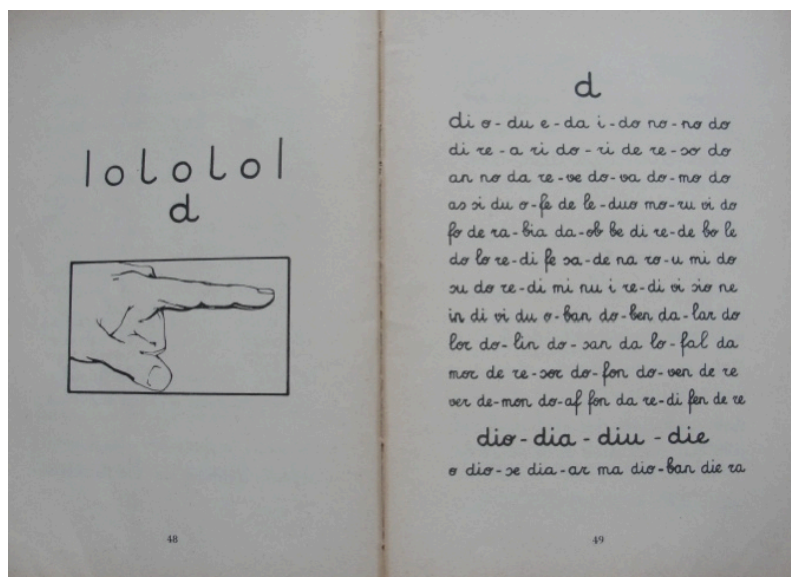 lolololol
d
48
d
di o - du e - da i - do no - no do
di re - a ri do - ri de re - so do
an no da re - ve do - va do - mo do
as si du o - fe de le - duo mo - ru vi do
fo de ra - bia da - ob be di re - de bo le
do lo re - di fe sa - de na ro - u mi do
su do re - di mi nu i re - di vi sio ne
in di vi du o - ban do - ben da - lar do
lor do - lin do - san da lo - fal da
mor de re - sor do - fon do - ven de re
ver de - mon do - af fon da re - di fen de re
dio - dia - diu - die
o dio - se dia - ar ma dio - ban die ra
49